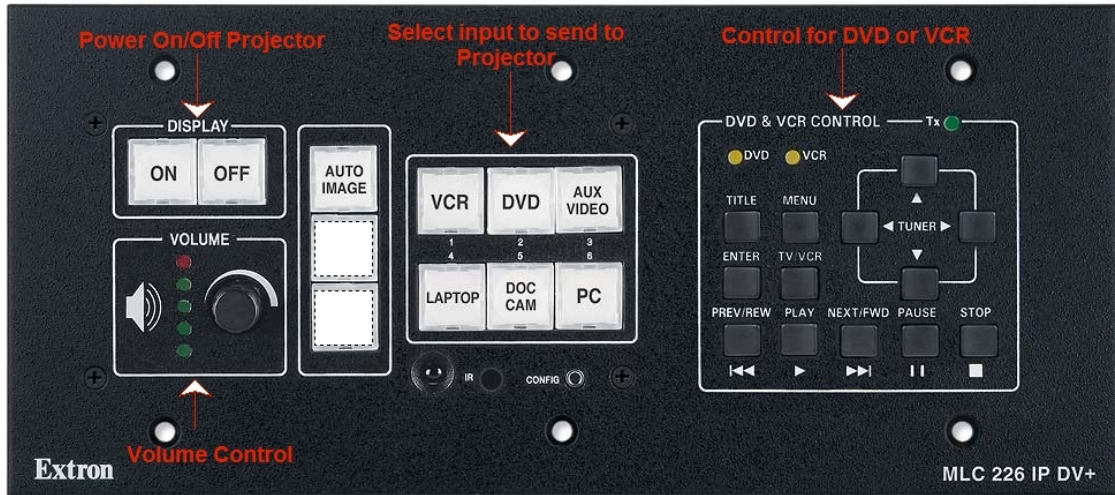 Power On/Off Projector
Select input to send to
Projector
Control for DVD or VCR
DISPLAY
ON OFF
VOLUME
AUTO
IMAGE
VCR DVD AUX
VIDEO
1 2 3
4 5 6
LAPTOP DOC
CAM PC
IR CONFIG
DVD & VCR CONTROL Tx
DVD VCR
TITLE MENU
TUNER
ENTER TV/VCR
PREV/REW PLAY NEXT/FWD PAUSE STOP
Volume Control
Extron
MLC 226 IP DV+